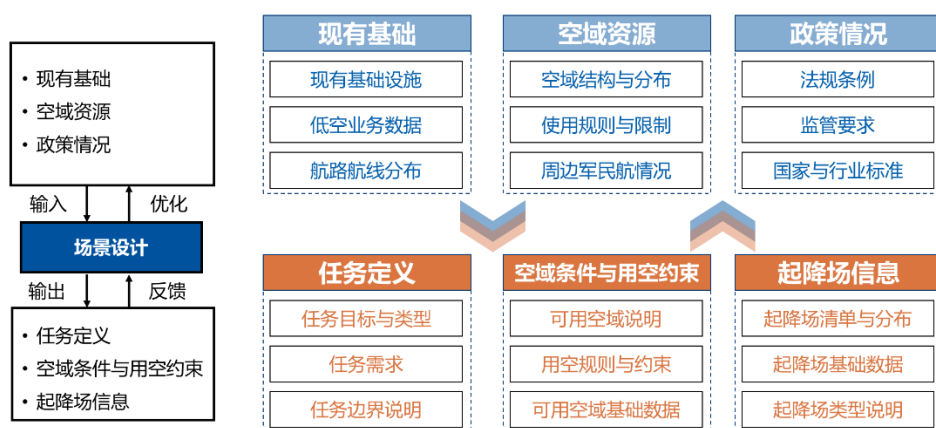 • 现有基础
• 空域资源
• 政策情况
输入
优化
场景设计
输出
反馈
• 任务定义
• 空域条件与用空约束
• 起降场信息
现有基础
现有基础设施
低空业务数据
航路航线分布
空域资源
空域结构与分布
使用规则与限制
周边军民航情况
政策情况
法规条例
监管要求
国家与行业标准
任务定义
任务目标与类型
任务需求
任务边界说明
空域条件与用空约束
可用空域说明
用空规则与约束
可用空域基础数据
起降场信息
起降场清单与分布
起降场基础数据
起降场类型说明